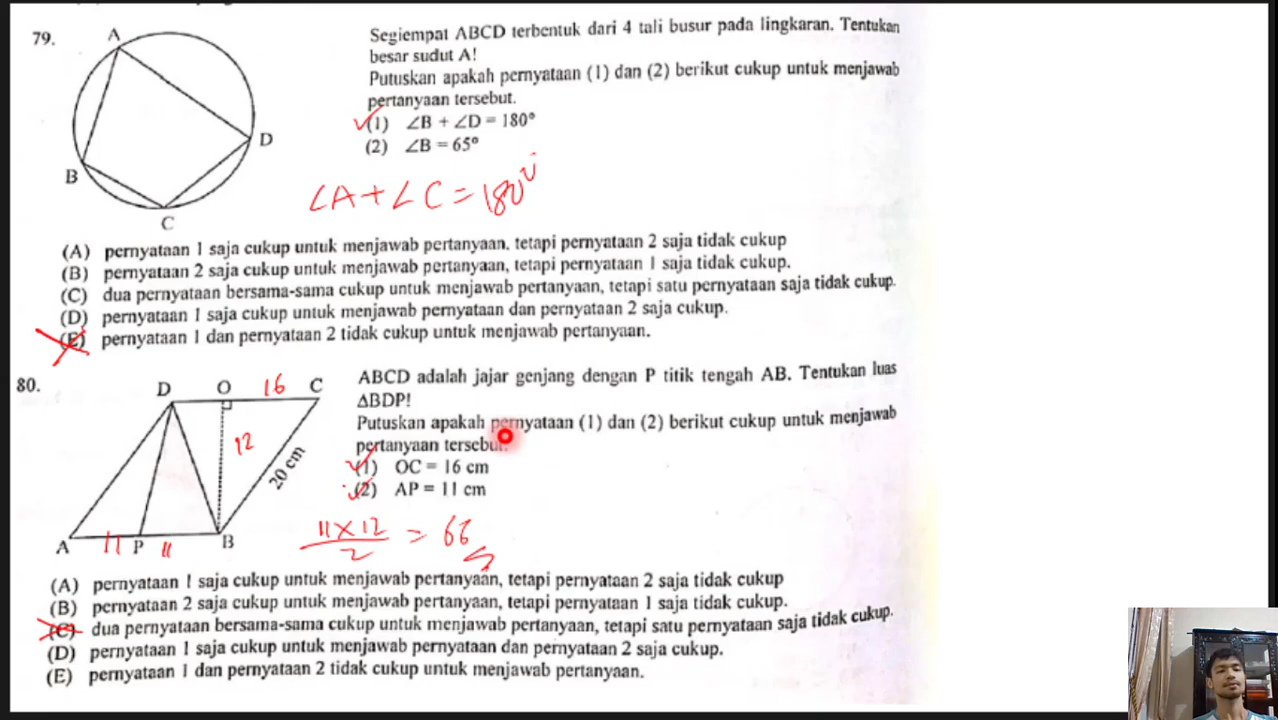 79.
A
D
B
C
Segiempat ABCD terbentuk dari 4 tali busur pada lingkaran. Tentukan
besar sudut A!
Putuskan apakah pernyataan (1) dan (2) berikut cukup untuk menjawab
pertanyaan tersebut.
(1) ∠B + ∠D = 180°
(2) ∠B = 65°
∠A + ∠C = 180°
(A) pernyataan 1 saja cukup untuk menjawab pertanyaan, tetapi pernyataan 2 saja tidak cukup
(B) pernyataan 2 saja cukup untuk menjawab pertanyaan, tetapi pernyataan 1 saja tidak cukup.
(C) dua pernyataan bersama-sama cukup untuk menjawab pertanyaan, tetapi satu pernyataan saja tidak cukup.
(D) pernyataan 1 saja cukup untuk menjawab pernyataan dan pernyataan 2 saja cukup.
(E) pernyataan 1 dan pernyataan 2 tidak cukup untuk menjawab pertanyaan.
80.
D O 16 C
12
20 cm
A 11 P 11 B
ABCD adalah jajar genjang dengan P titik tengah AB. Tentukan luas
ΔBDP!
Putuskan apakah pernyataan (1) dan (2) berikut cukup untuk menjawab
pertanyaan tersebut.
(1) OC = 16 cm
(2) AP = 11 cm
11 x 12 / 2 = 66
(A) pernyataan 1 saja cukup untuk menjawab pertanyaan, tetapi pernyataan 2 saja tidak cukup
(B) pernyataan 2 saja cukup untuk menjawab pertanyaan, tetapi pernyataan 1 saja tidak cukup.
(C) dua pernyataan bersama-sama cukup untuk menjawab pertanyaan, tetapi satu pernyataan saja tidak cukup.
(D) pernyataan 1 saja cukup untuk menjawab pernyataan dan pernyataan 2 saja cukup.
(E) pernyataan 1 dan pernyataan 2 tidak cukup untuk menjawab pertanyaan.